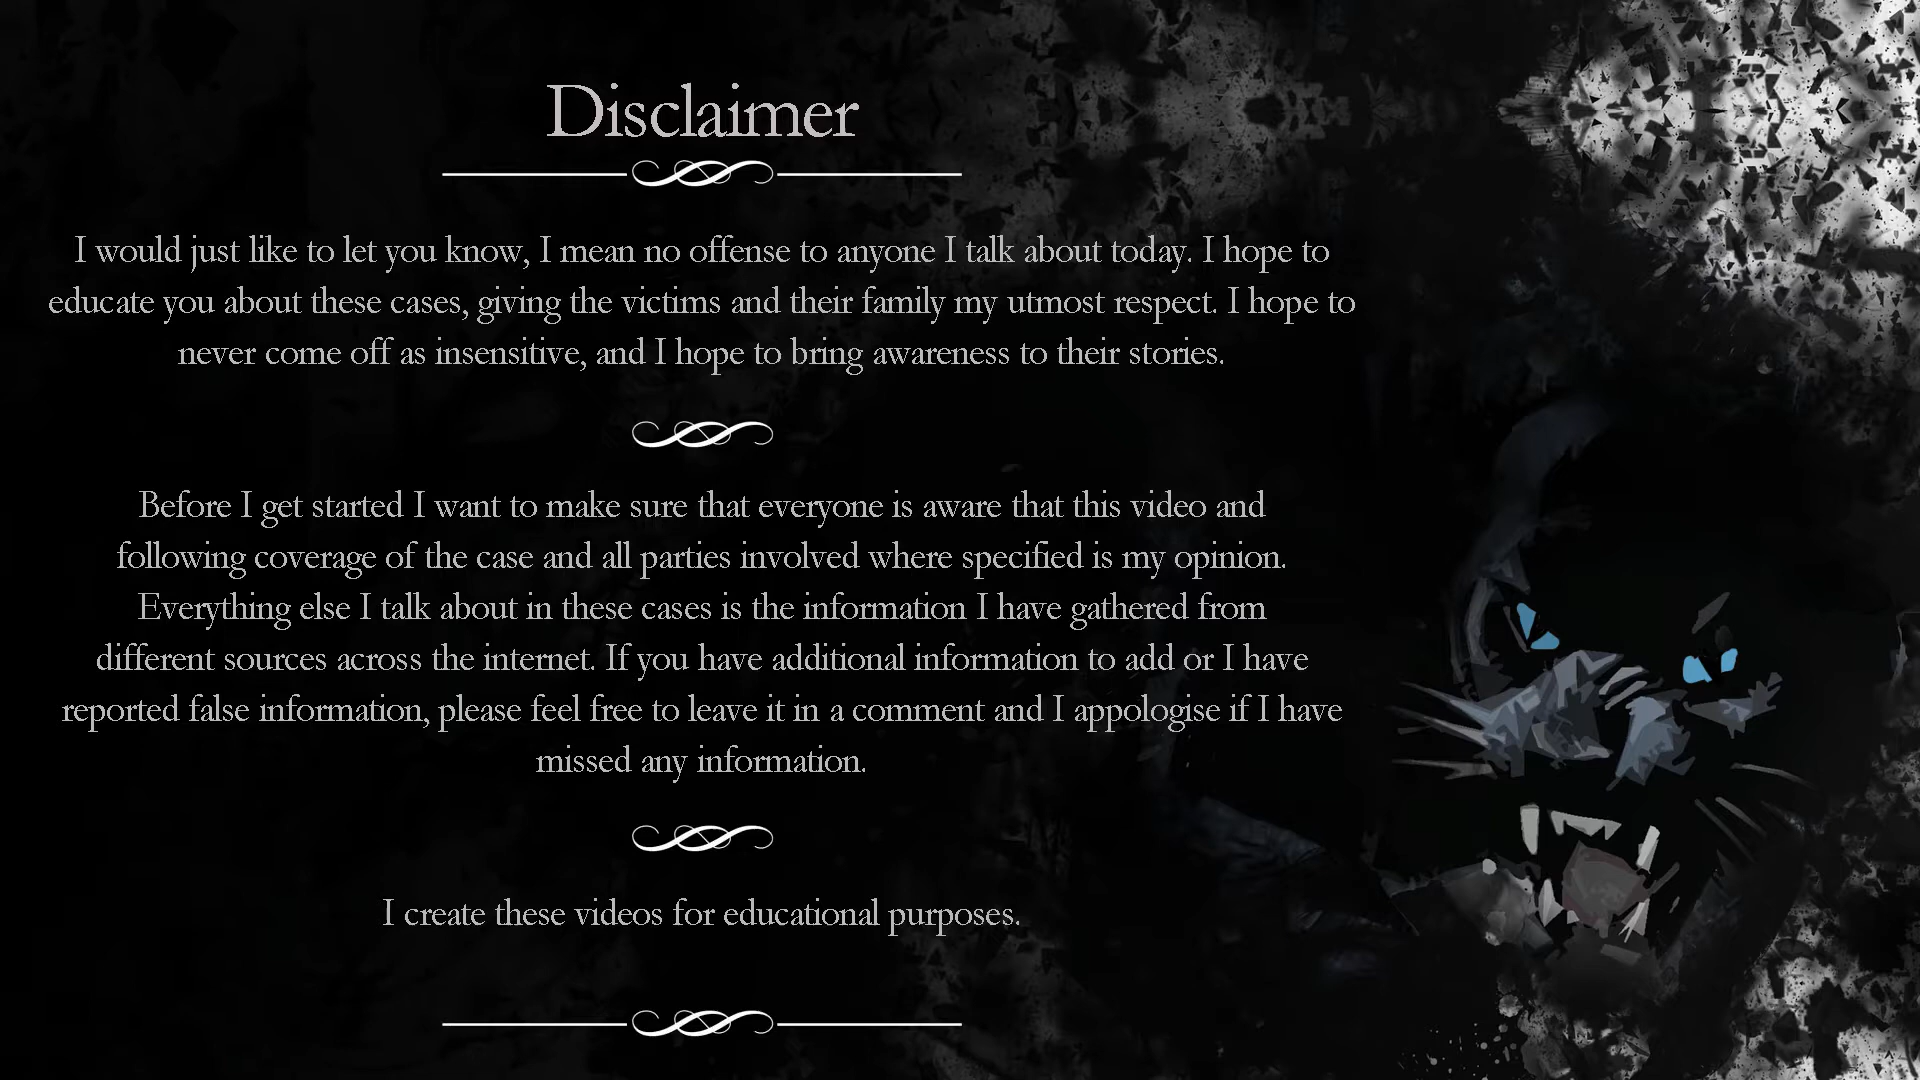 Disclaimer
I would just like to let you know, I mean no offense to anyone I talk about today. I hope to
educate you about these cases, giving the victims and their family my utmost respect. I hope to
never come off as insensitive, and I hope to bring awareness to their stories.
Before I get started I want to make sure that everyone is aware that this video and
following coverage of the case and all parties involved where specified is my opinion.
Everything else I talk about in these cases is the information I have gathered from
different sources across the internet. If you have additional information to add or I have
reported false information, please feel free to leave it in a comment and I appologise if I have
missed any information.
I create these videos for educational purposes.